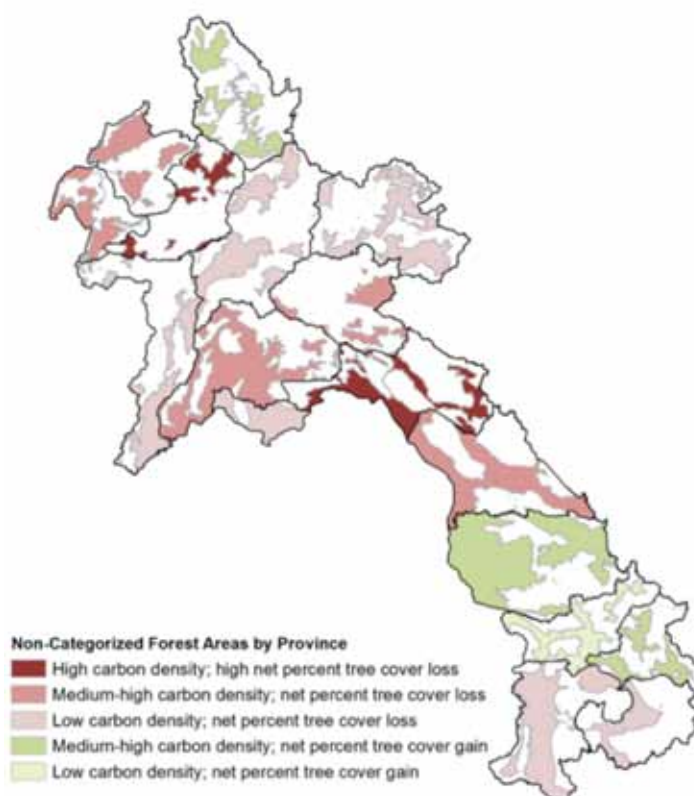 Non-Categorized Forest Areas by Province
High carbon density; high net percent tree cover loss
Medium-high carbon density; net percent tree cover loss
Low carbon density; net percent tree cover loss
Medium-high carbon density; net percent tree cover gain
Low carbon density; net percent tree cover gain